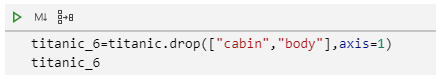 M↓ B
titanic_6=titanic.drop(["cabin","body"],axis=1)
titanic_6